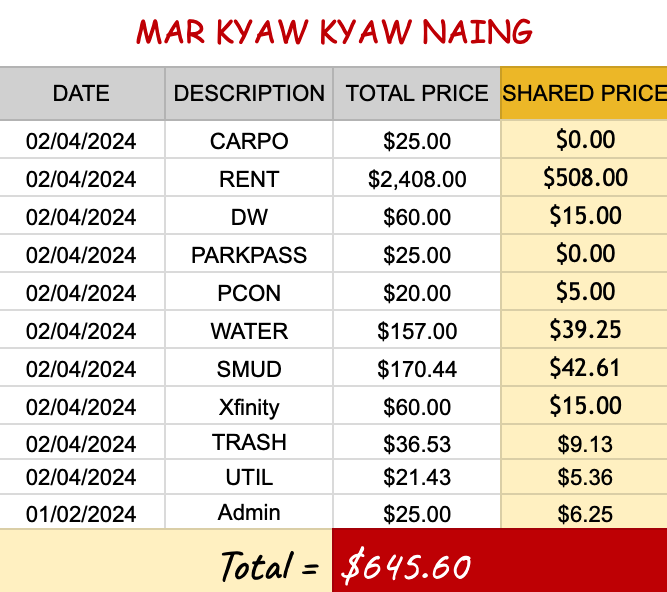 MAR KYAW KYAW NAING
DATE DESCRIPTION TOTAL PRICE SHARED PRICE
02/04/2024 CARPO $25.00 $0.00
02/04/2024 RENT $2,408.00 $508.00
02/04/2024 DW $60.00 $15.00
02/04/2024 PARKPASS $25.00 $0.00
02/04/2024 PCON $20.00 $5.00
02/04/2024 WATER $157.00 $39.25
02/04/2024 SMUD $170.44 $42.61
02/04/2024 Xfinity $60.00 $15.00
02/04/2024 TRASH $36.53 $9.13
02/04/2024 UTIL $21.43 $5.36
01/02/2024 Admin $25.00 $6.25
Total = $645.60